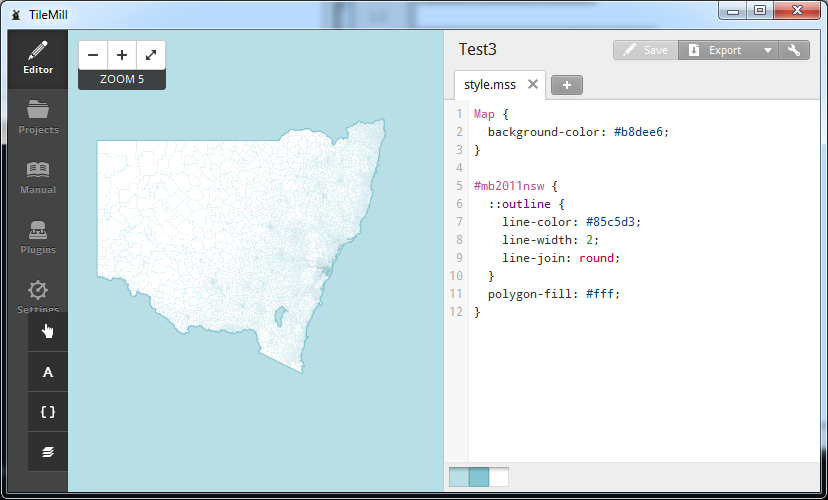 TileMill
Editor
Projects
Manual
Plugins
Settings
A
{}
ZOOM 5
Test3
Save
Export
style.mss
1 Map {
2 background-color: #b8dee6;
3 }
4
5 #mb2011nsw {
6 ::outline {
7 line-color: #85c5d3;
8 line-width: 2;
9 line-join: round;
10 }
11 polygon-fill: #fff;
12 }